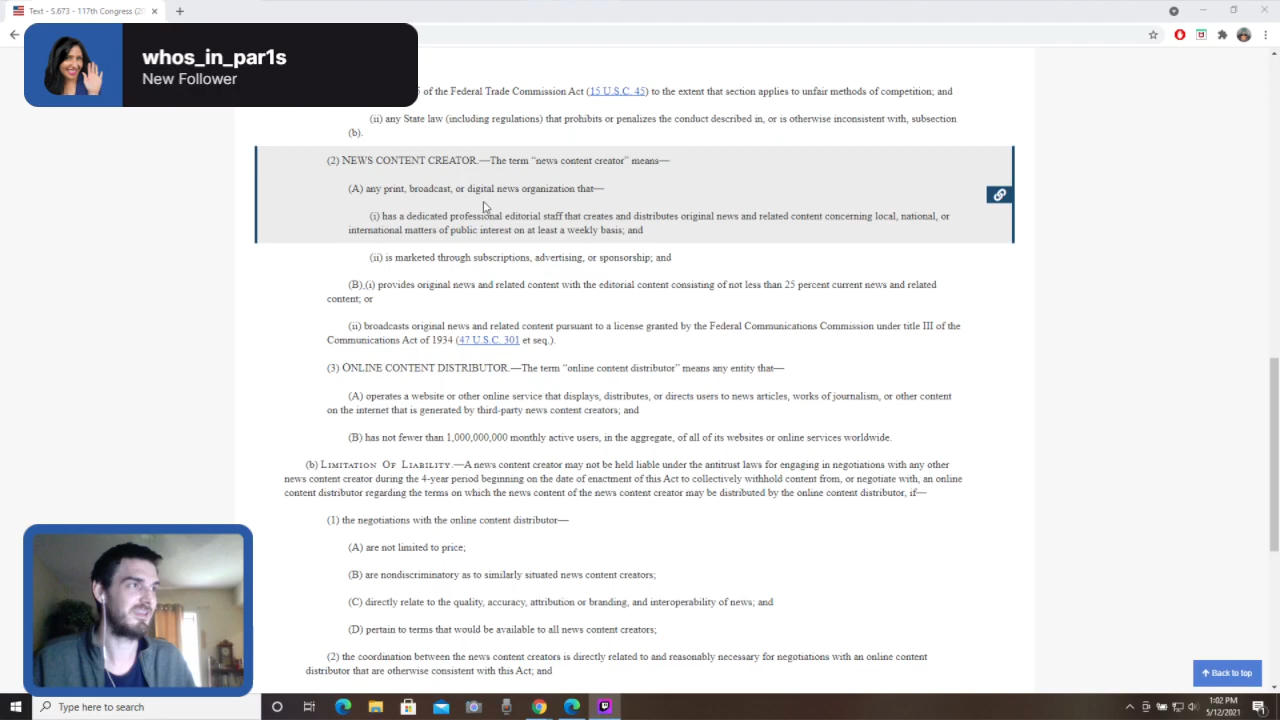 Text - S.673 - 117th Congress (20
whos_in_par1s
New Follower
of the Federal Trade Commission Act (15 U.S.C. 45) to the extent that section applies to unfair methods of competition; and
(ii) any State law (including regulations) that prohibits or penalizes the conduct described in, or is otherwise inconsistent with, subsection
(b).
(2) NEWS CONTENT CREATOR.—The term “news content creator” means—
(A) any print, broadcast, or digital news organization that—
(i) has a dedicated professional editorial staff that creates and distributes original news and related content concerning local, national, or
international matters of public interest on at least a weekly basis; and
(ii) is marketed through subscriptions, advertising, or sponsorship; and
(B) (i) provides original news and related content with the editorial content consisting of not less than 25 percent current news and related
content; or
(ii) broadcasts original news and related content pursuant to a license granted by the Federal Communications Commission under title III of the
Communications Act of 1934 (47 U.S.C. 301 et seq.).
(3) ONLINE CONTENT DISTRIBUTOR.—The term “online content distributor” means any entity that—
(A) operates a website or other online service that displays, distributes, or directs users to news articles, works of journalism, or other content
on the internet that is generated by third-party news content creators; and
(B) has not fewer than 1,000,000,000 monthly active users, in the aggregate, of all of its websites or online services worldwide.
(b) LIMITATION OF LIABILITY.—A news content creator may not be held liable under the antitrust laws for engaging in negotiations with any other
news content creator during the 4-year period beginning on the date of enactment of this Act to collectively withhold content from, or negotiate with, an online
content distributor regarding the terms on which the news content of the news content creator may be distributed by the online content distributor, if—
(1) the negotiations with the online content distributor—
(A) are not limited to price;
(B) are nondiscriminatory as to similarly situated news content creators;
(C) directly relate to the quality, accuracy, attribution or branding, and interoperability of news; and
(D) pertain to terms that would be available to all news content creators;
(2) the coordination between the news content creators is directly related to and reasonably necessary for negotiations with an online content
distributor that are otherwise consistent with this Act; and
Back to top
Type here to search
1:02 PM
5/12/2021